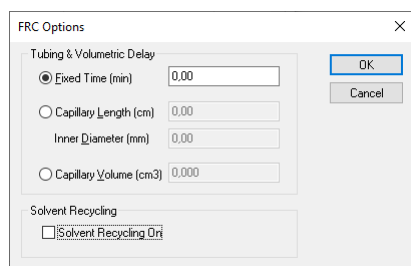 FRC Options
Tubing & Volumetric Delay
Fixed Time (min) 0,00
OK
Cancel
Capillary Length (cm) 0,00
Inner Diameter (mm) 0,00
Capillary Volume (cm3) 0,000
Solvent Recycling
Solvent Recycling On